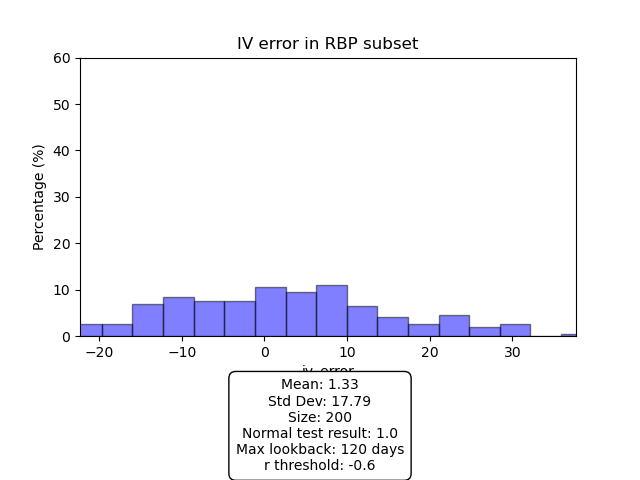 IV error in RBP subset
60
50
40
30
20
10
0
Percentage (%)
−20 −10 0 10 20 30
iv_error
Mean: 1.33
Std Dev: 17.79
Size: 200
Normal test result: 1.0
Max lookback: 120 days
r threshold: -0.6